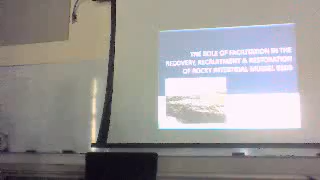 THE ROLE OF FACILITATION IN THE
RECOVERY, RECRUITMENT & RESTORATION
OF ROCKY INTERTIDAL MUSSEL BEDS